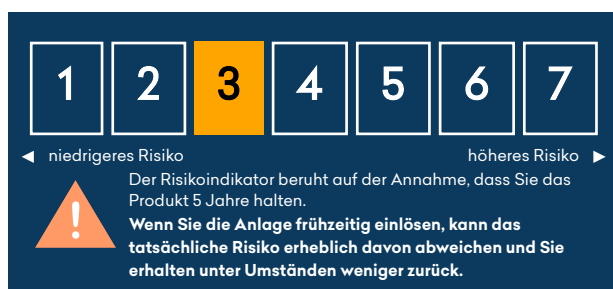 1 2 3 4 5 6 7
◄ niedrigeres Risiko höheres Risiko ►
Der Risikoindikator beruht auf der Annahme, dass Sie das
Produkt 5 Jahre halten.
!
Wenn Sie die Anlage frühzeitig einlösen, kann das
tatsächliche Risiko erheblich davon abweichen und Sie
erhalten unter Umständen weniger zurück.